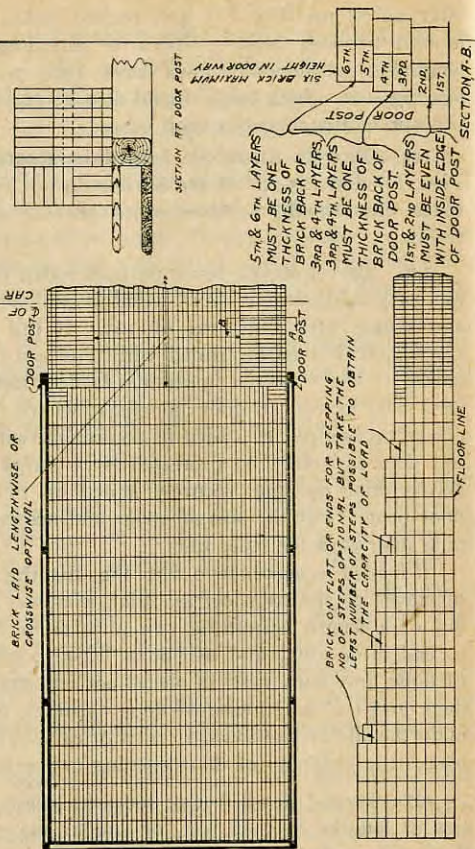 BRICK LAID LENGTHWISE OR
CROSSWISE OPTIONAL
DOOR POST
℄ OF
CAR
B
A
DOOR POST
SECTION AT DOOR POST
BRICK ON FLAT OR ENDS FOR STEPPING
NO OF STEPS OPTIONAL BUT TAKE THE
LEAST NUMBER OF STEPS POSSIBLE TO OBTAIN
THE CAPACITY OF LOAD
FLOOR LINE
5TH & 6TH LAYERS
MUST BE ONE
TICKNESS OF
BRICK BACK OF
3RD & 4TH LAYERS
3RD & 4TH LAYERS
MUST BE ONE
THICKNESS OF
BRICK BACK OF
DOOR POST.
1ST. & 2ND LAYERS
MUST BE EVEN
WITH INSIDE EDGE
OF DOOR POST
SIX BRICK MAXIMUM
HEIGHT IN DOORWAY
6TH.
5TH.
4TH
3RD.
2ND.
1ST.
DOOR POST
SECTION A-B.